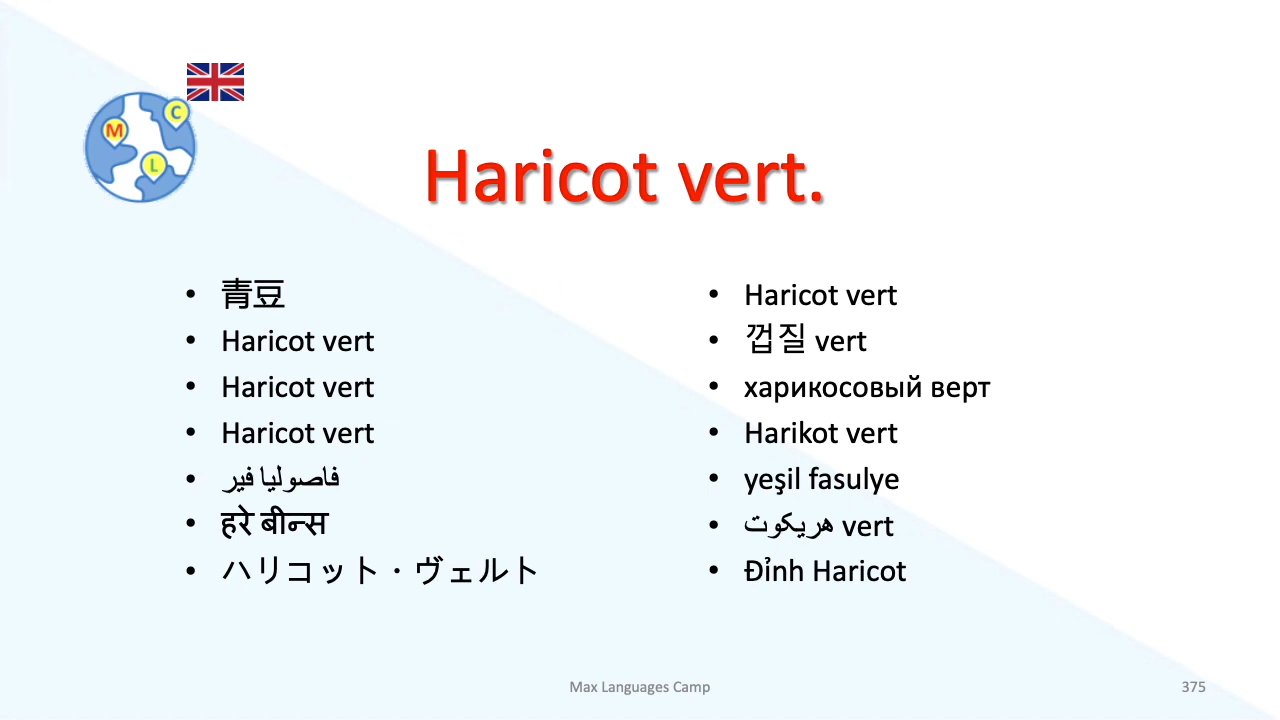 M
C
L
Haricot vert.
青豆
Haricot vert
Haricot vert
Haricot vert
فاصوليا فير
हरे बीन्स
ハリコット・ヴェルト
Haricot vert
껍질 vert
харикосовый верт
Harikot vert
yeşil fasulye
هریکوت vert
Đỉnh Haricot
Max Languages Camp
375